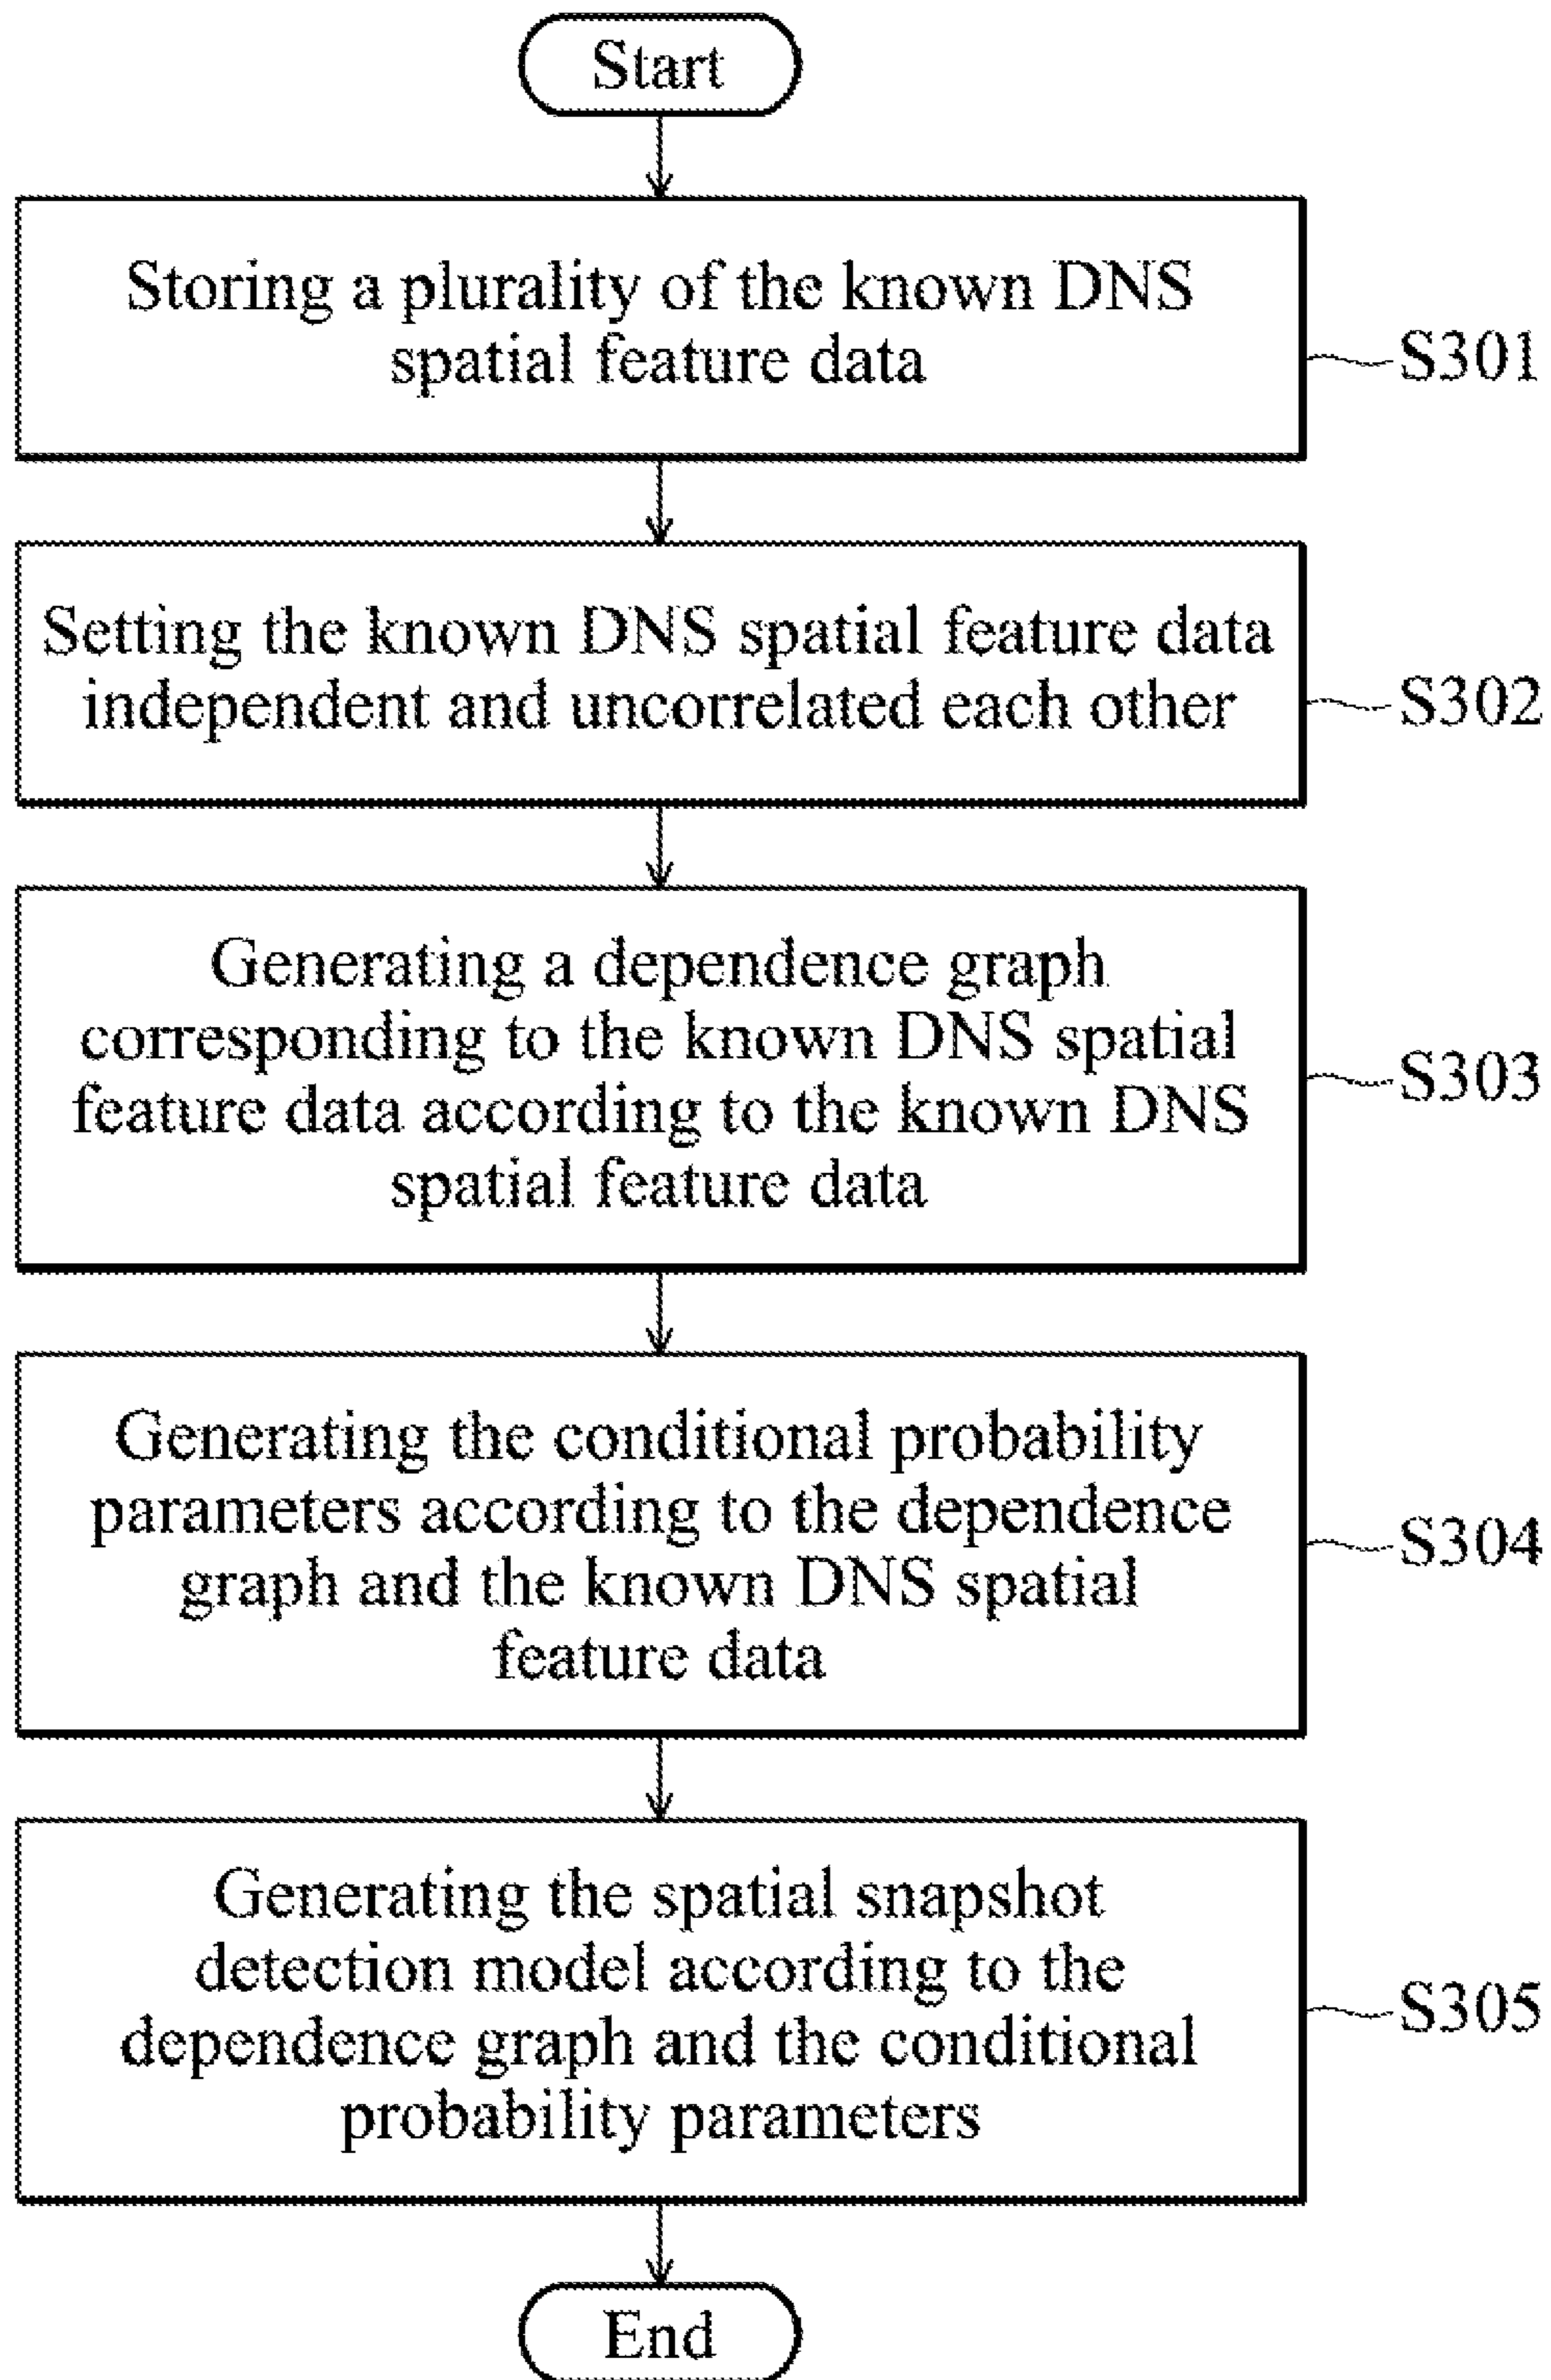 Start
Storing a plurality of the known DNS
spatial feature data
S301
Setting the known DNS spatial feature data
independent and uncorrelated each other
S302
Generating a dependence graph
corresponding to the known DNS spatial
feature data according to the known DNS
spatial feature data
S303
Generating the conditional probability
parameters according to the dependence
graph and the known DNS spatial
feature data
S304
Generating the spatial snapshot
detection model according to the
dependence graph and the conditional
probability parameters
S305
End